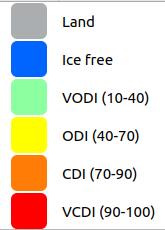 Land
Ice free
VODI (10-40)
ODI (40-70)
CDI (70-90)
VCDI (90-100)